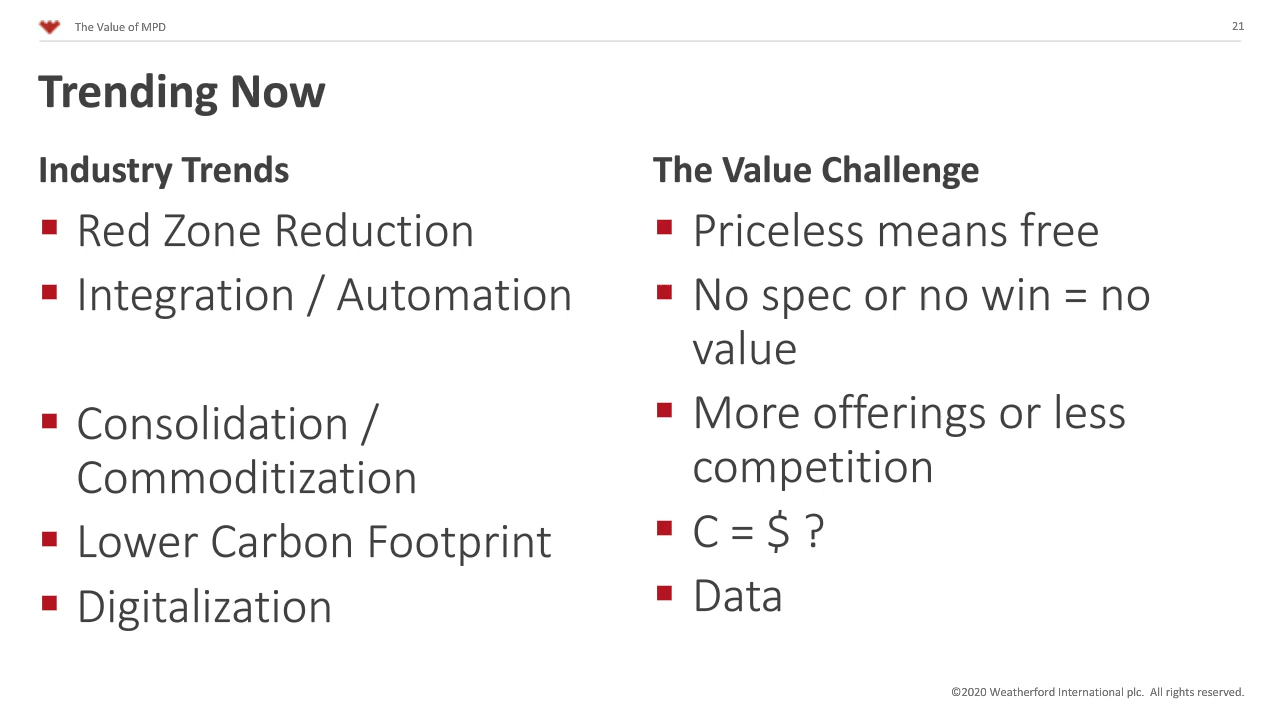 The Value of MPD
21
Trending Now
Industry Trends
Red Zone Reduction
Integration / Automation
Consolidation /
Commoditization
Lower Carbon Footprint
Digitalization
The Value Challenge
Priceless means free
No spec or no win = no
value
More offerings or less
competition
C = $ ?
Data
©2020 Weatherford International plc. All rights reserved.